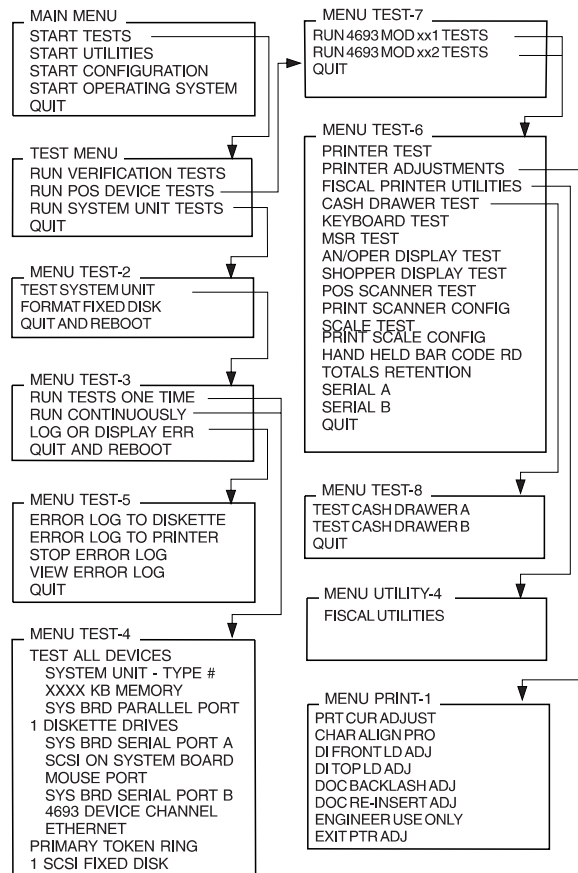 MAIN MENU
START TESTS
START UTILITIES
START CONFIGURATION
START OPERATING SYSTEM
QUIT
TEST MENU
RUN VERIFICATION TESTS
RUN POS DEVICE TESTS
RUN SYSTEM UNIT TESTS
QUIT
MENU TEST-2
TEST SYSTEM UNIT
FORMAT FIXED DISK
QUIT AND REBOOT
MENU TEST-3
RUN TESTS ONE TIME
RUN CONTINUOUSLY
LOG OR DISPLAY ERR
QUIT AND REBOOT
MENU TEST-5
ERROR LOG TO DISKETTE
ERROR LOG TO PRINTER
STOP ERROR LOG
VIEW ERROR LOG
QUIT
MENU TEST-4
TEST ALL DEVICES
SYSTEM UNIT - TYPE #
XXXX KB MEMORY
SYS BRD PARALLEL PORT
1 DISKETTE DRIVES
SYS BRD SERIAL PORT A
SCSI ON SYSTEM BOARD
MOUSE PORT
SYS BRD SERIAL PORT B
4693 DEVICE CHANNEL
ETHERNET
PRIMARY TOKEN RING
1 SCSI FIXED DISK
MENU TEST-7
RUN 4693 MOD xx1 TESTS
RUN 4693 MOD xx2 TESTS
QUIT
MENU TEST-6
PRINTER TEST
PRINTER ADJUSTMENTS
FISCAL PRINTER UTILITIES
CASH DRAWER TEST
KEYBOARD TEST
MSR TEST
AN/OPER DISPLAY TEST
SHOPPER DISPLAY TEST
POS SCANNER TEST
PRINT SCANNER CONFIG
SCALE TEST
PRINT SCALE CONFIG
HAND HELD BAR CODE RD
TOTALS RETENTION
SERIAL A
SERIAL B
QUIT
MENU TEST-8
TEST CASH DRAWER A
TEST CASH DRAWER B
QUIT
MENU UTILITY-4
FISCAL UTILITIES
MENU PRINT-1
PRT CUR ADJUST
CHAR ALIGN PRO
DI FRONT LD ADJ
DI TOP LD ADJ
DOC BACKLASH ADJ
DOC RE-INSERT ADJ
ENGINEER USE ONLY
EXIT PTR ADJ